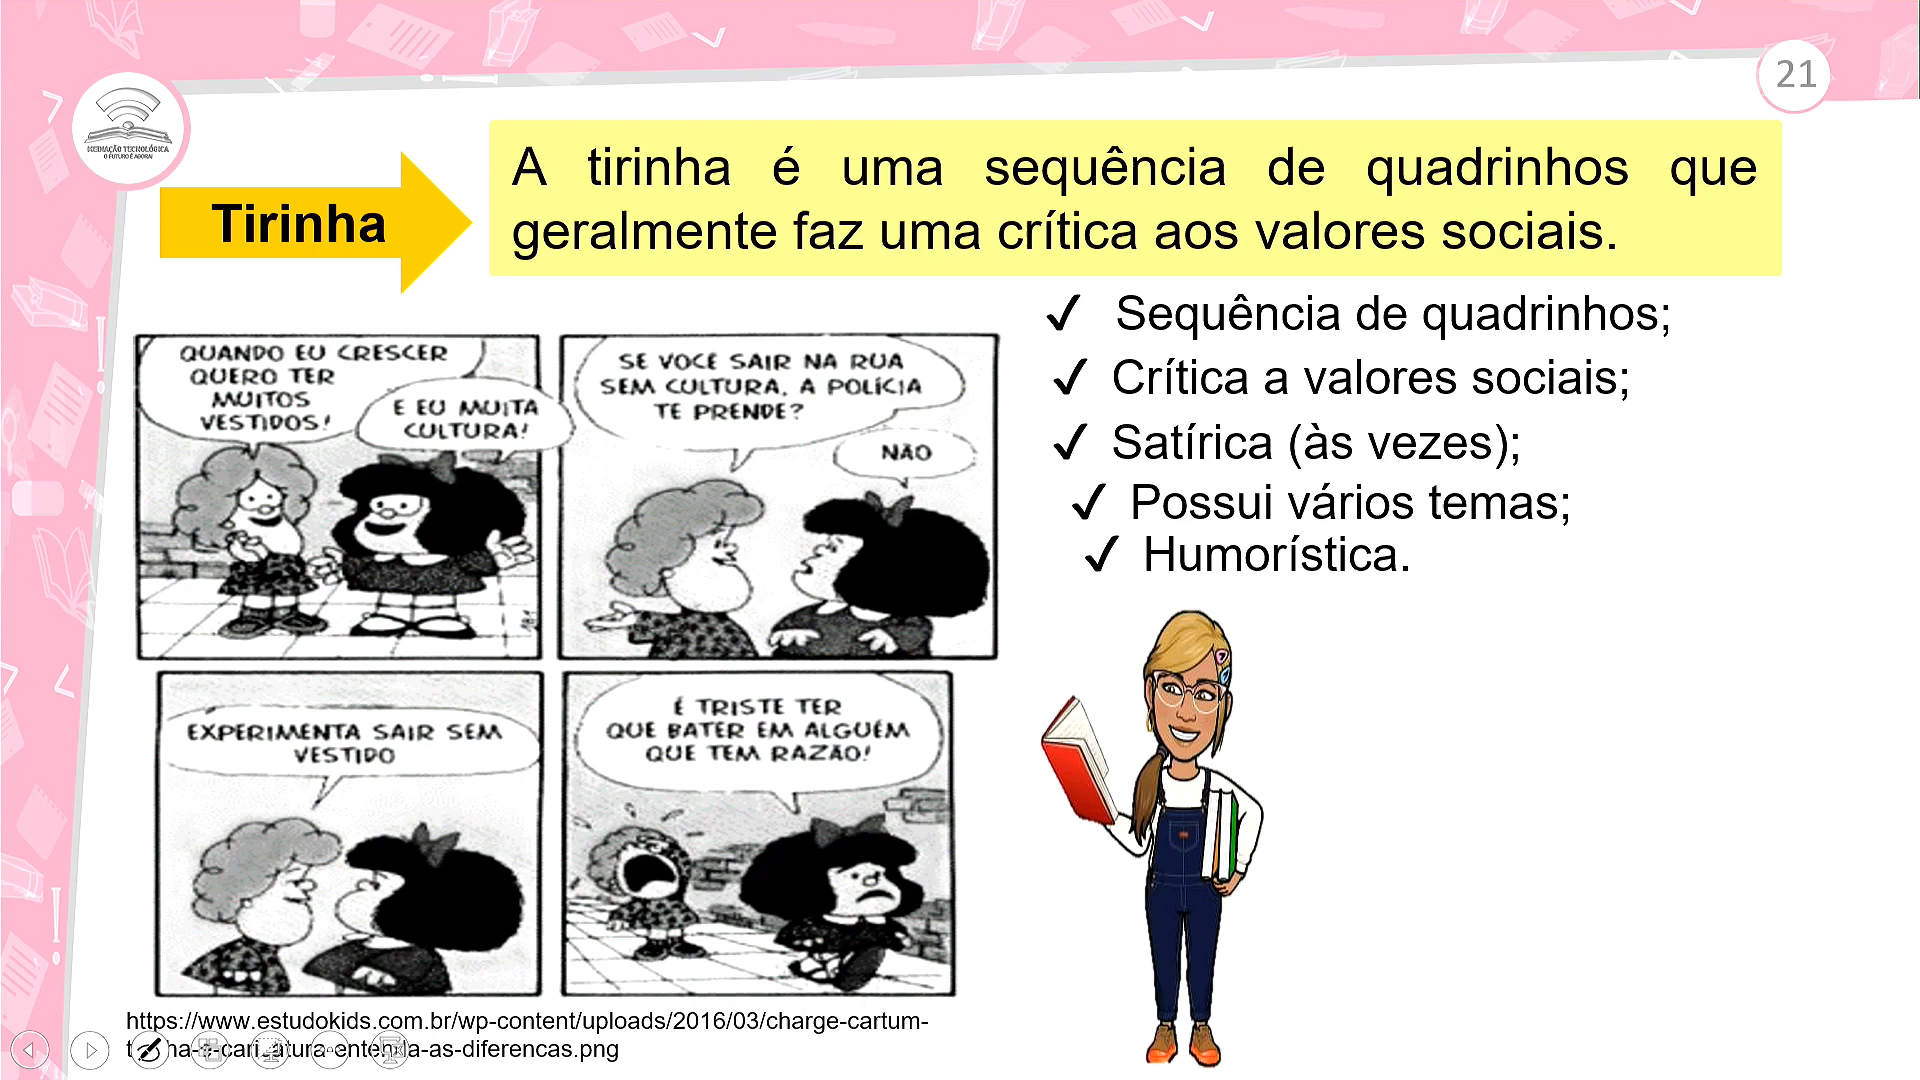 21
MEDIAÇÃO TECNOLÓGICA
O FUTURO É AGORA!
Tirinha
A tirinha é uma sequência de quadrinhos que
geralmente faz uma crítica aos valores sociais.
✓ Sequência de quadrinhos;
✓ Crítica a valores sociais;
✓ Satírica (às vezes);
✓ Possui vários temas;
✓ Humorística.
QUANDO EU CRESCER
QUERO TER
MUITOS
VESTIDOS!
E EU MUITA
CULTURA!
SE VOCÊ SAIR NA RUA
SEM CULTURA, A POLÍCIA
TE PRENDE?
NÃO
EXPERIMENTA SAIR SEM
VESTIDO
É TRISTE TER
QUE BATER EM ALGUÉM
QUE TEM RAZÃO!
https://www.estudokids.com.br/wp-content/uploads/2016/03/charge-cartum-
as-diferencas.png